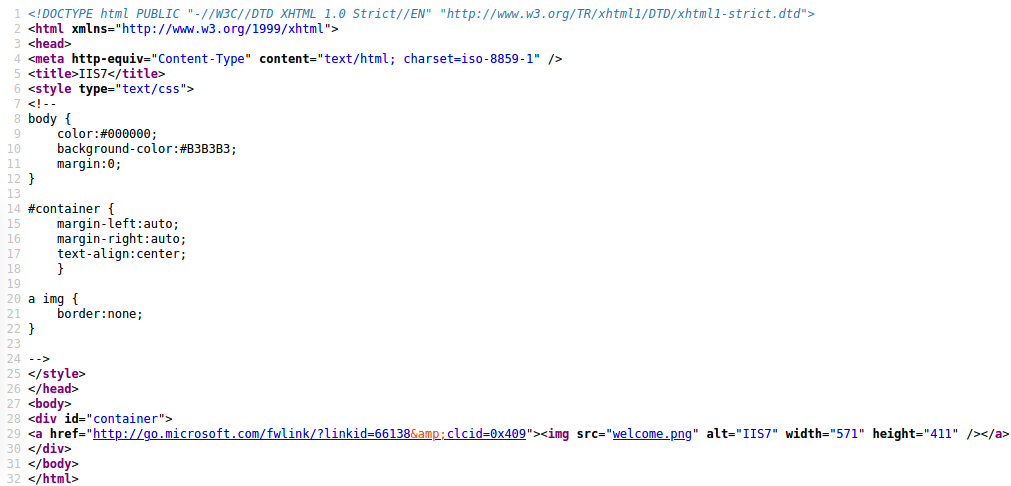 1 <!DOCTYPE html PUBLIC "-//W3C//DTD XHTML 1.0 Strict//EN" "http://www.w3.org/TR/xhtml1/DTD/xhtml1-strict.dtd">
2 <html xmlns="http://www.w3.org/1999/xhtml">
3 <head>
4 <meta http-equiv="Content-Type" content="text/html; charset=iso-8859-1" />
5 <title>IIS7</title>
6 <style type="text/css">
7 <!--
8 body {
9     color:#000000;
10     background-color:#B3B3B3;
11     margin:0;
12 }
13
14 #container {
15     margin-left:auto;
16     margin-right:auto;
17     text-align:center;
18     }
19
20 a img {
21     border:none;
22 }
23
24 -->
25 </style>
26 </head>
27 <body>
28 <div id="container">
29 <a href="http://go.microsoft.com/fwlink/?linkid=66138&amp;clcid=0x409"><img src="welcome.png" alt="IIS7" width="571" height="411" /></a>
30 </div>
31 </body>
32 </html>